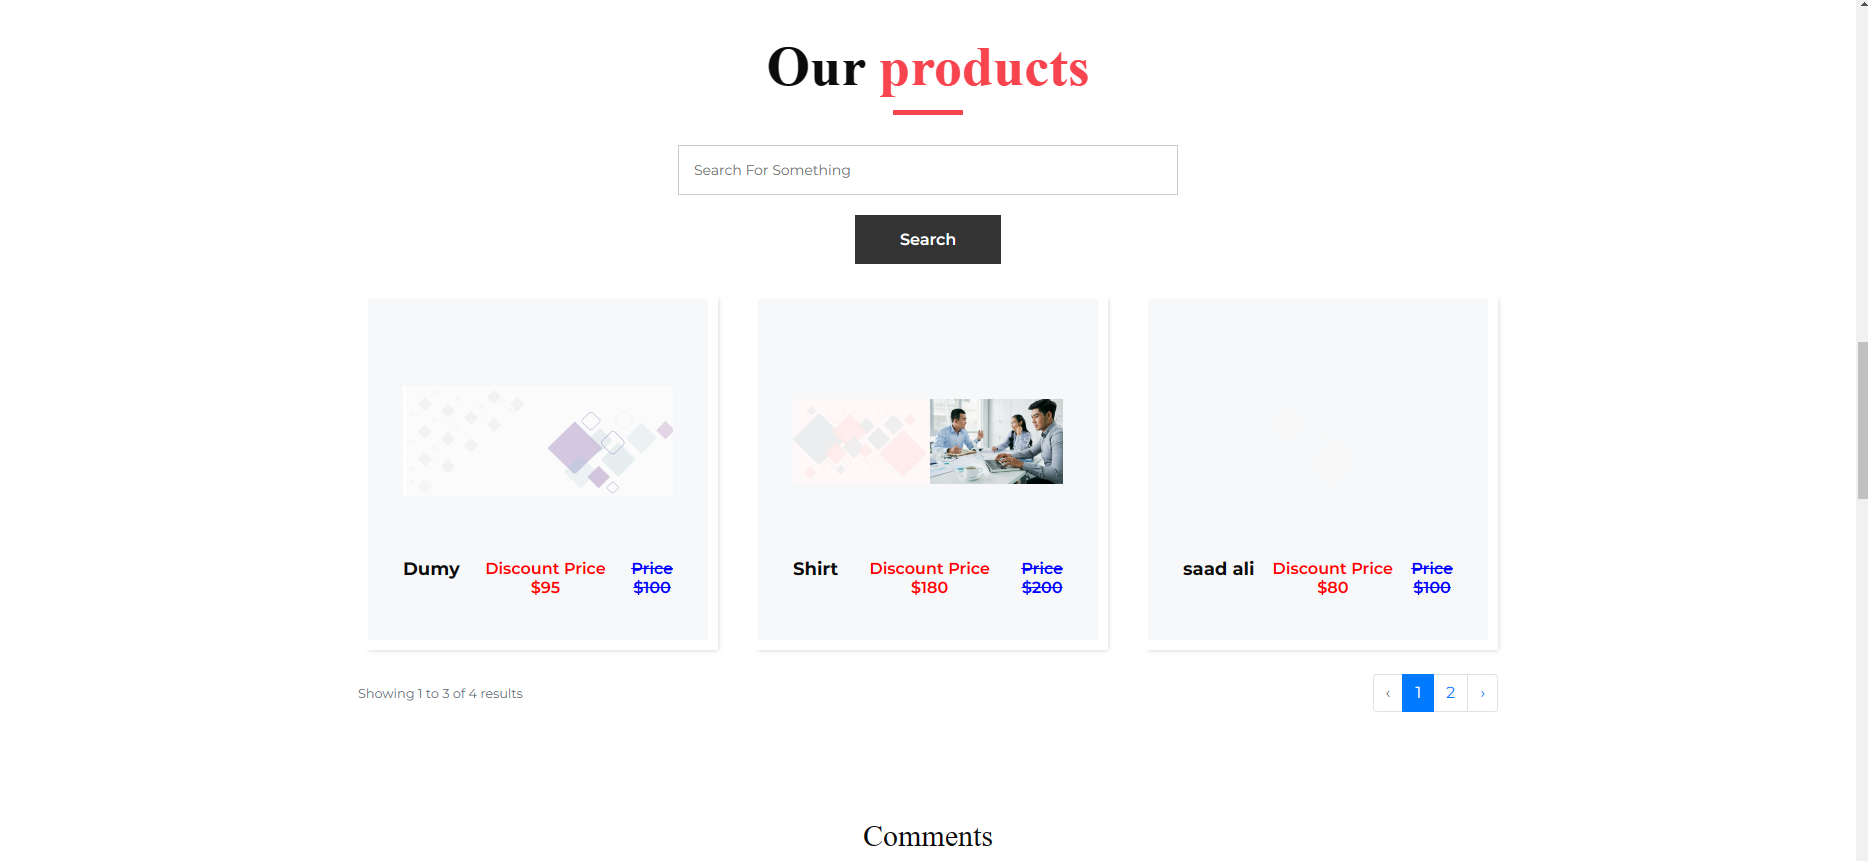 Our products
Search For Something
Search
Dumy
Discount Price
$95
Price
$100
Shirt
Discount Price
$180
Price
$200
saad ali
Discount Price
$80
Price
$100
Showing 1 to 3 of 4 results
‹ 1 2 ›
Comments